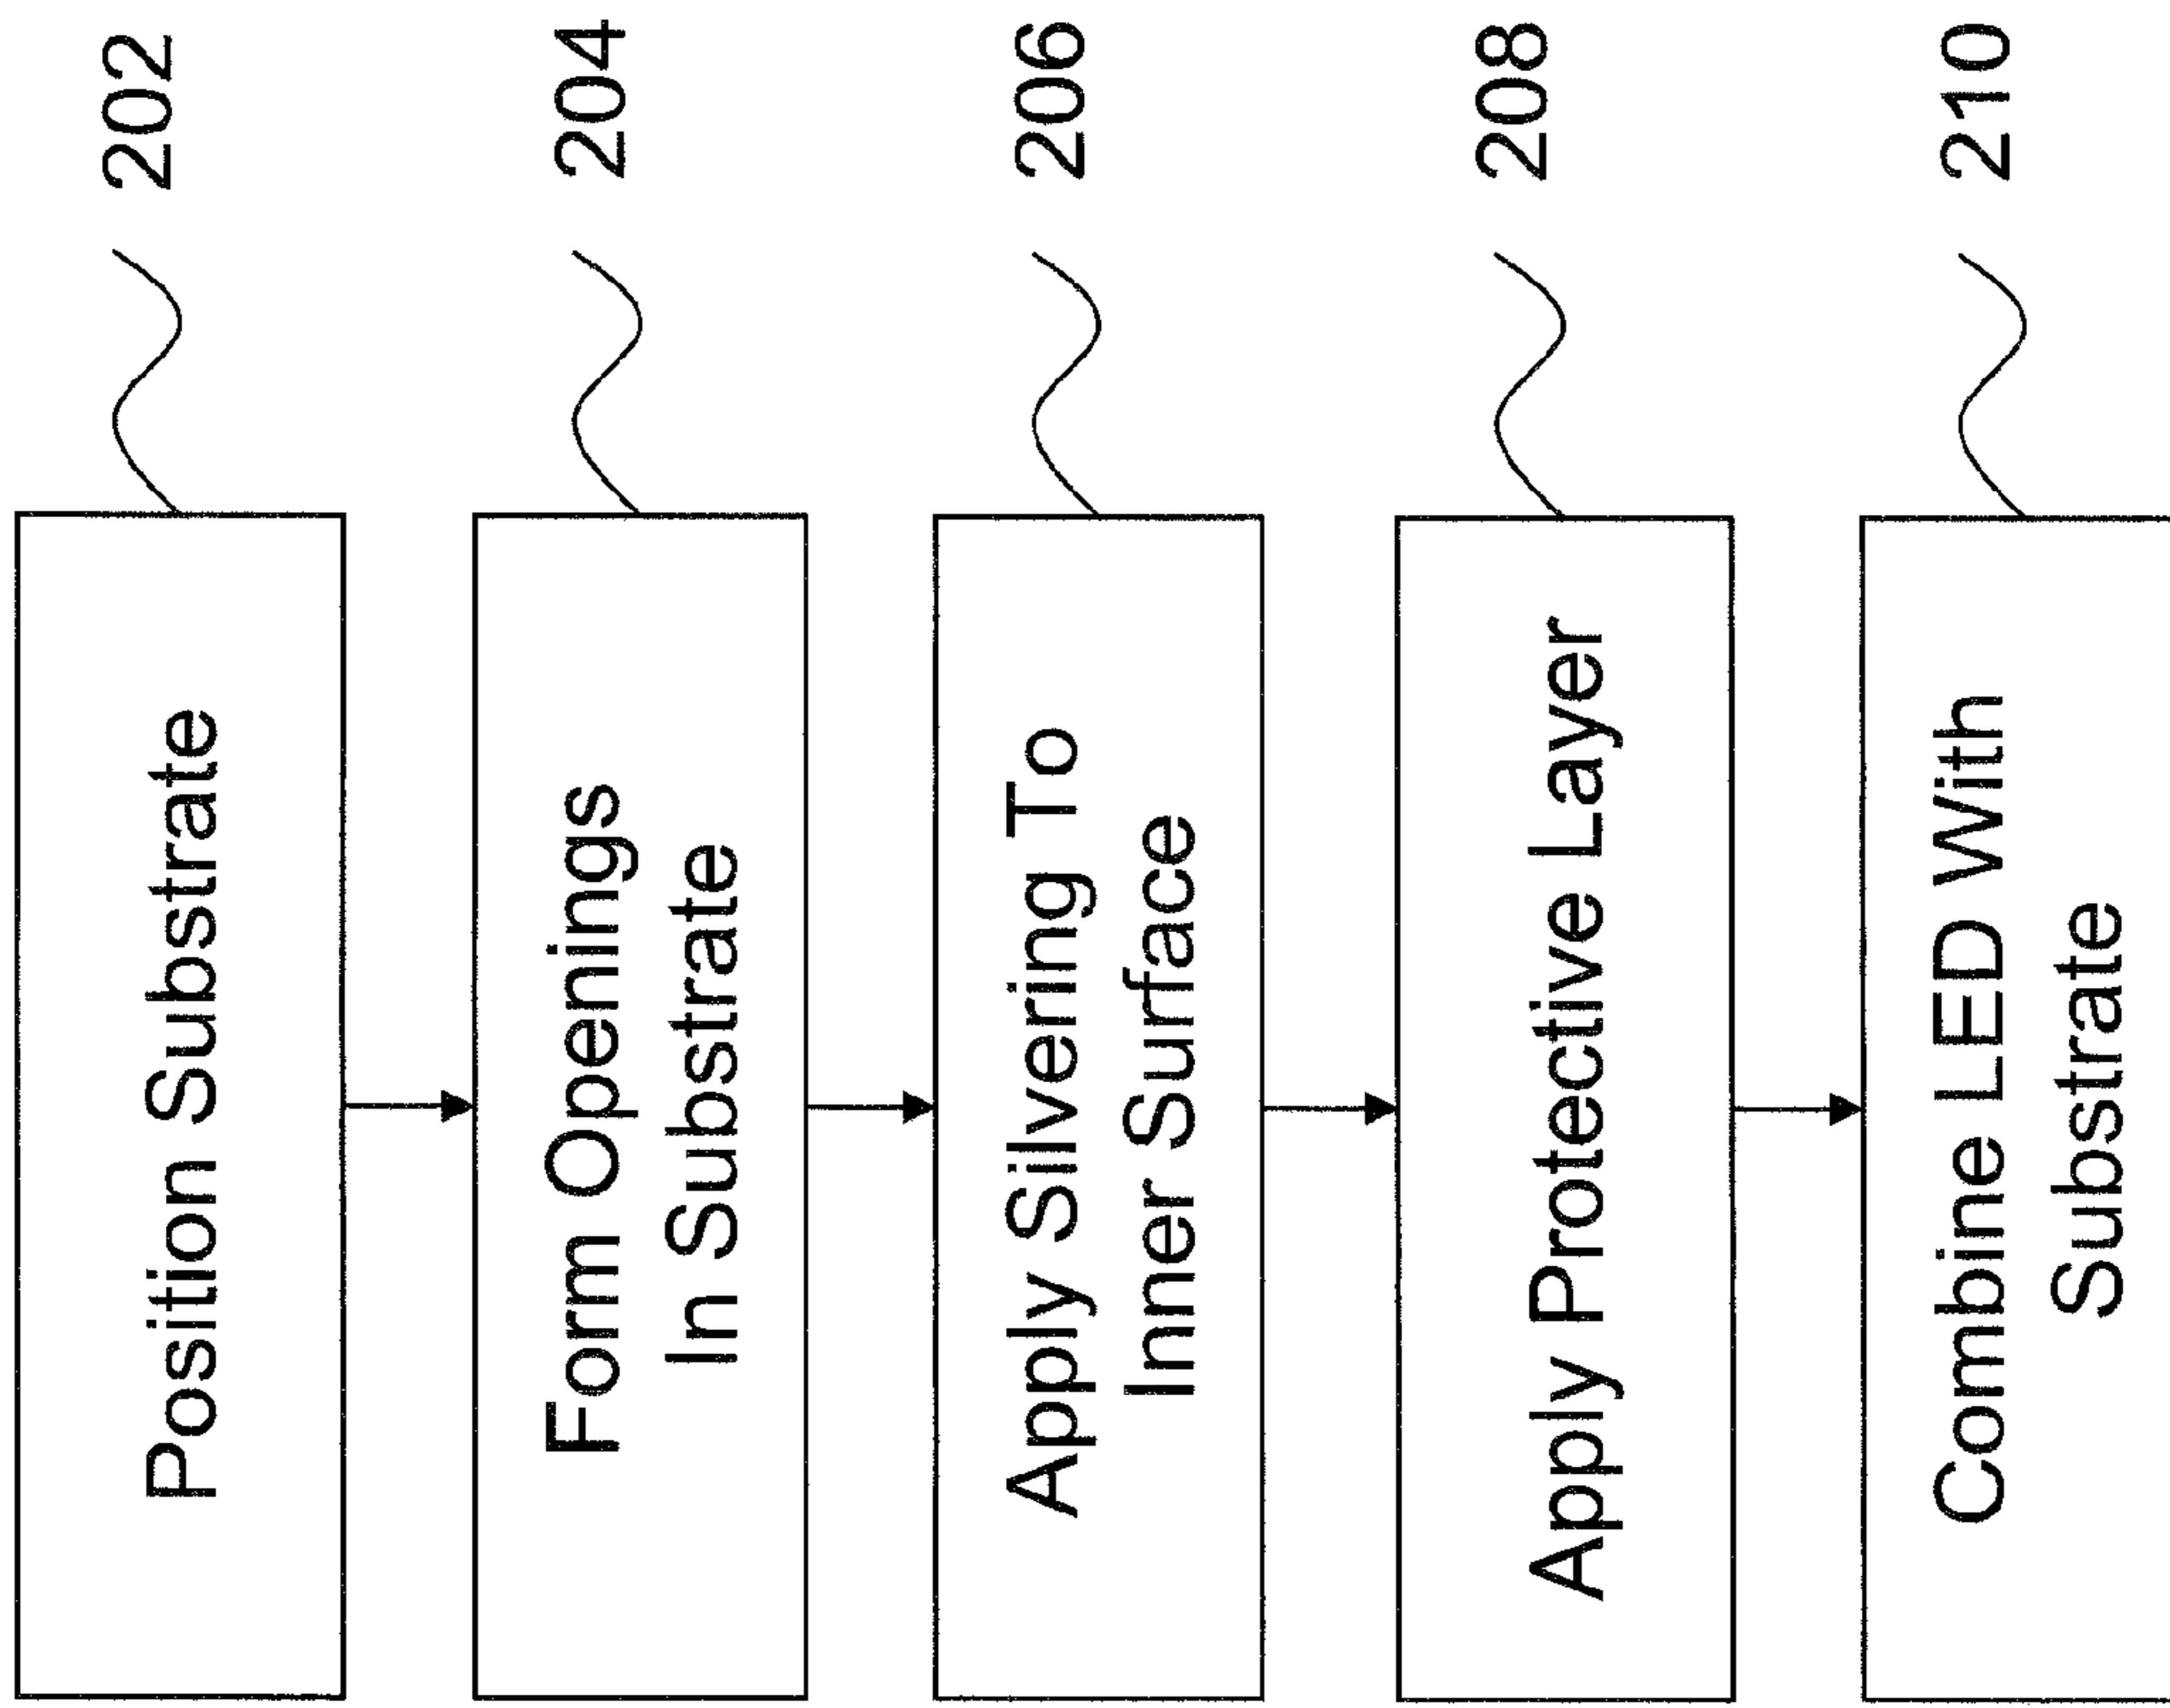 Position Substrate
202
Form Openings
In Substrate
204
Apply Silvering To
Inner Surface
206
Apply Protective Layer
208
Combine LED With
Substrate
210